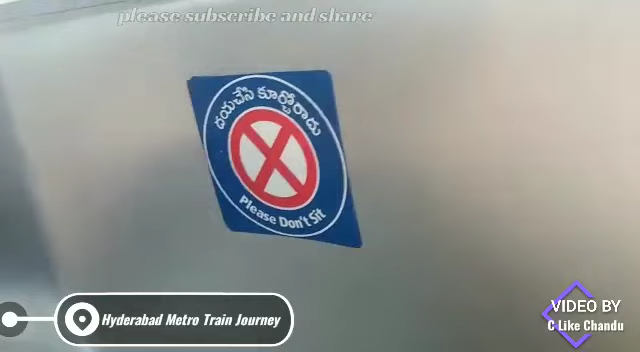 please subscribe and share
దయచేసి కూర్చోరాదు
Please Don't Sit
Hyderabad Metro Train Journey
VIDEO BY
C Like Chandu